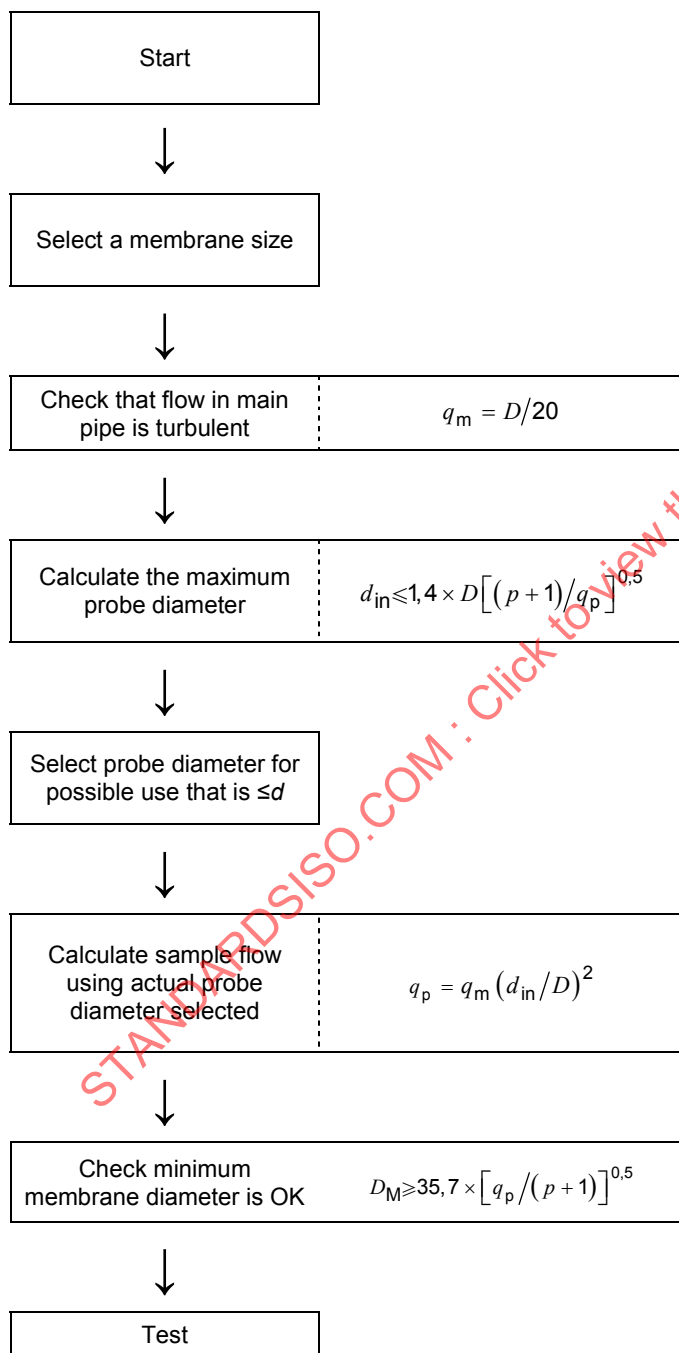 Start
Select a membrane size
Check that flow in main
pipe is turbulent
q_m = D/20
Calculate the maximum
probe diameter
d_in ⩽ 1,4 × D[(p + 1)/q_p]^0,5
Select probe diameter for
possible use that is ≤d
Calculate sample flow
using actual probe
diameter selected
q_p = q_m (d_in/D)^2
Check minimum
membrane diameter is OK
D_M ⩾ 35,7 × [q_p/(p + 1)]^0,5
Test
STANDARDSISO.COM : Click to view th